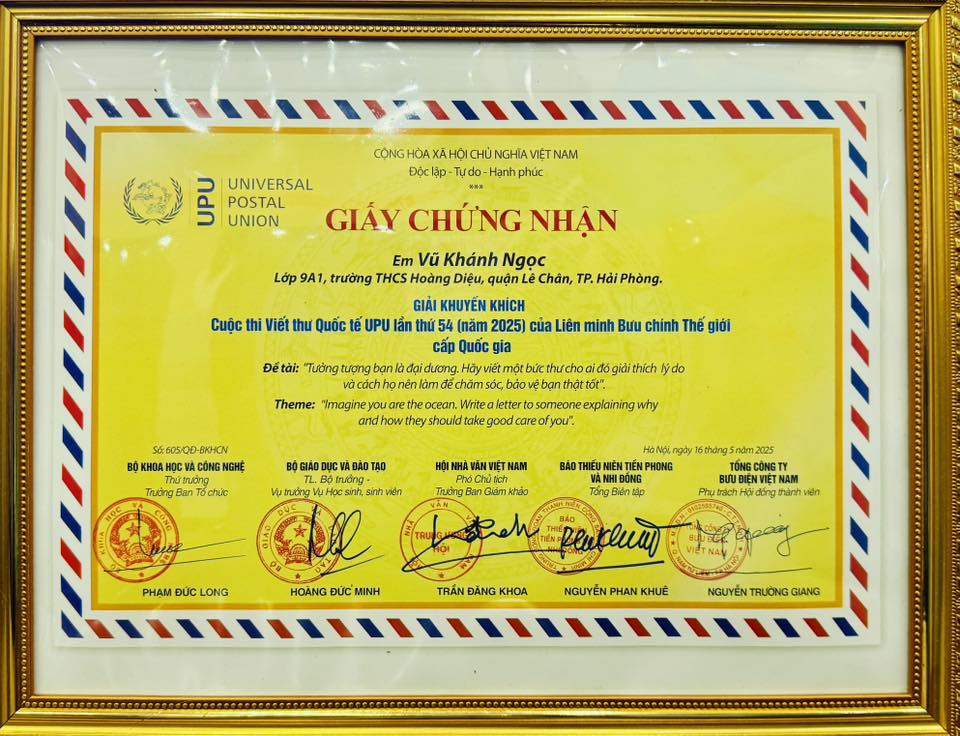 CỘNG HÒA XÃ HỘI CHỦ NGHĨA VIỆT NAM
Độc lập - Tự do - Hạnh phúc
***
UPU
UNIVERSAL
POSTAL
UNION
GIẤY CHỨNG NHẬN
Em Vũ Khánh Ngọc
Lớp 9A1, trường THCS Hoàng Diệu, quận Lê Chân, TP. Hải Phòng.
GIẢI KHUYẾN KHÍCH
Cuộc thi Viết thư Quốc tế UPU lần thứ 54 (năm 2025) của Liên minh Bưu chính Thế giới
cấp Quốc gia
Đề tài: "Tưởng tượng bạn là đại dương. Hãy viết một bức thư cho ai đó giải thích lý do
và cách họ nên làm để chăm sóc, bảo vệ bạn thật tốt".
Theme: "Imagine you are the ocean. Write a letter to someone explaining why
and how they should take good care of you".
Số: 605/QĐ-BKHCN
Hà Nội, ngày 16 tháng 5 năm 2025
BỘ KHOA HỌC VÀ CÔNG NGHỆ
Thứ trưởng
Trưởng Ban Tổ chức
BỘ GIÁO DỤC VÀ ĐÀO TẠO
TL. Bộ trưởng -
Vụ trưởng Vụ Học sinh, sinh viên
HỘI NHÀ VĂN VIỆT NAM
Phó Chủ tịch
Trưởng Ban Giám khảo
BÁO THIẾU NIÊN TIỀN PHONG
VÀ NHI ĐỒNG
Tổng Biên tập
TỔNG CÔNG TY
BƯU ĐIỆN VIỆT NAM
Phụ trách Hội đồng thành viên
PHẠM ĐỨC LONG
HOÀNG ĐỨC MINH
TRẦN ĐĂNG KHOA
NGUYỄN PHAN KHUÊ
NGUYỄN TRƯỜNG GIANG